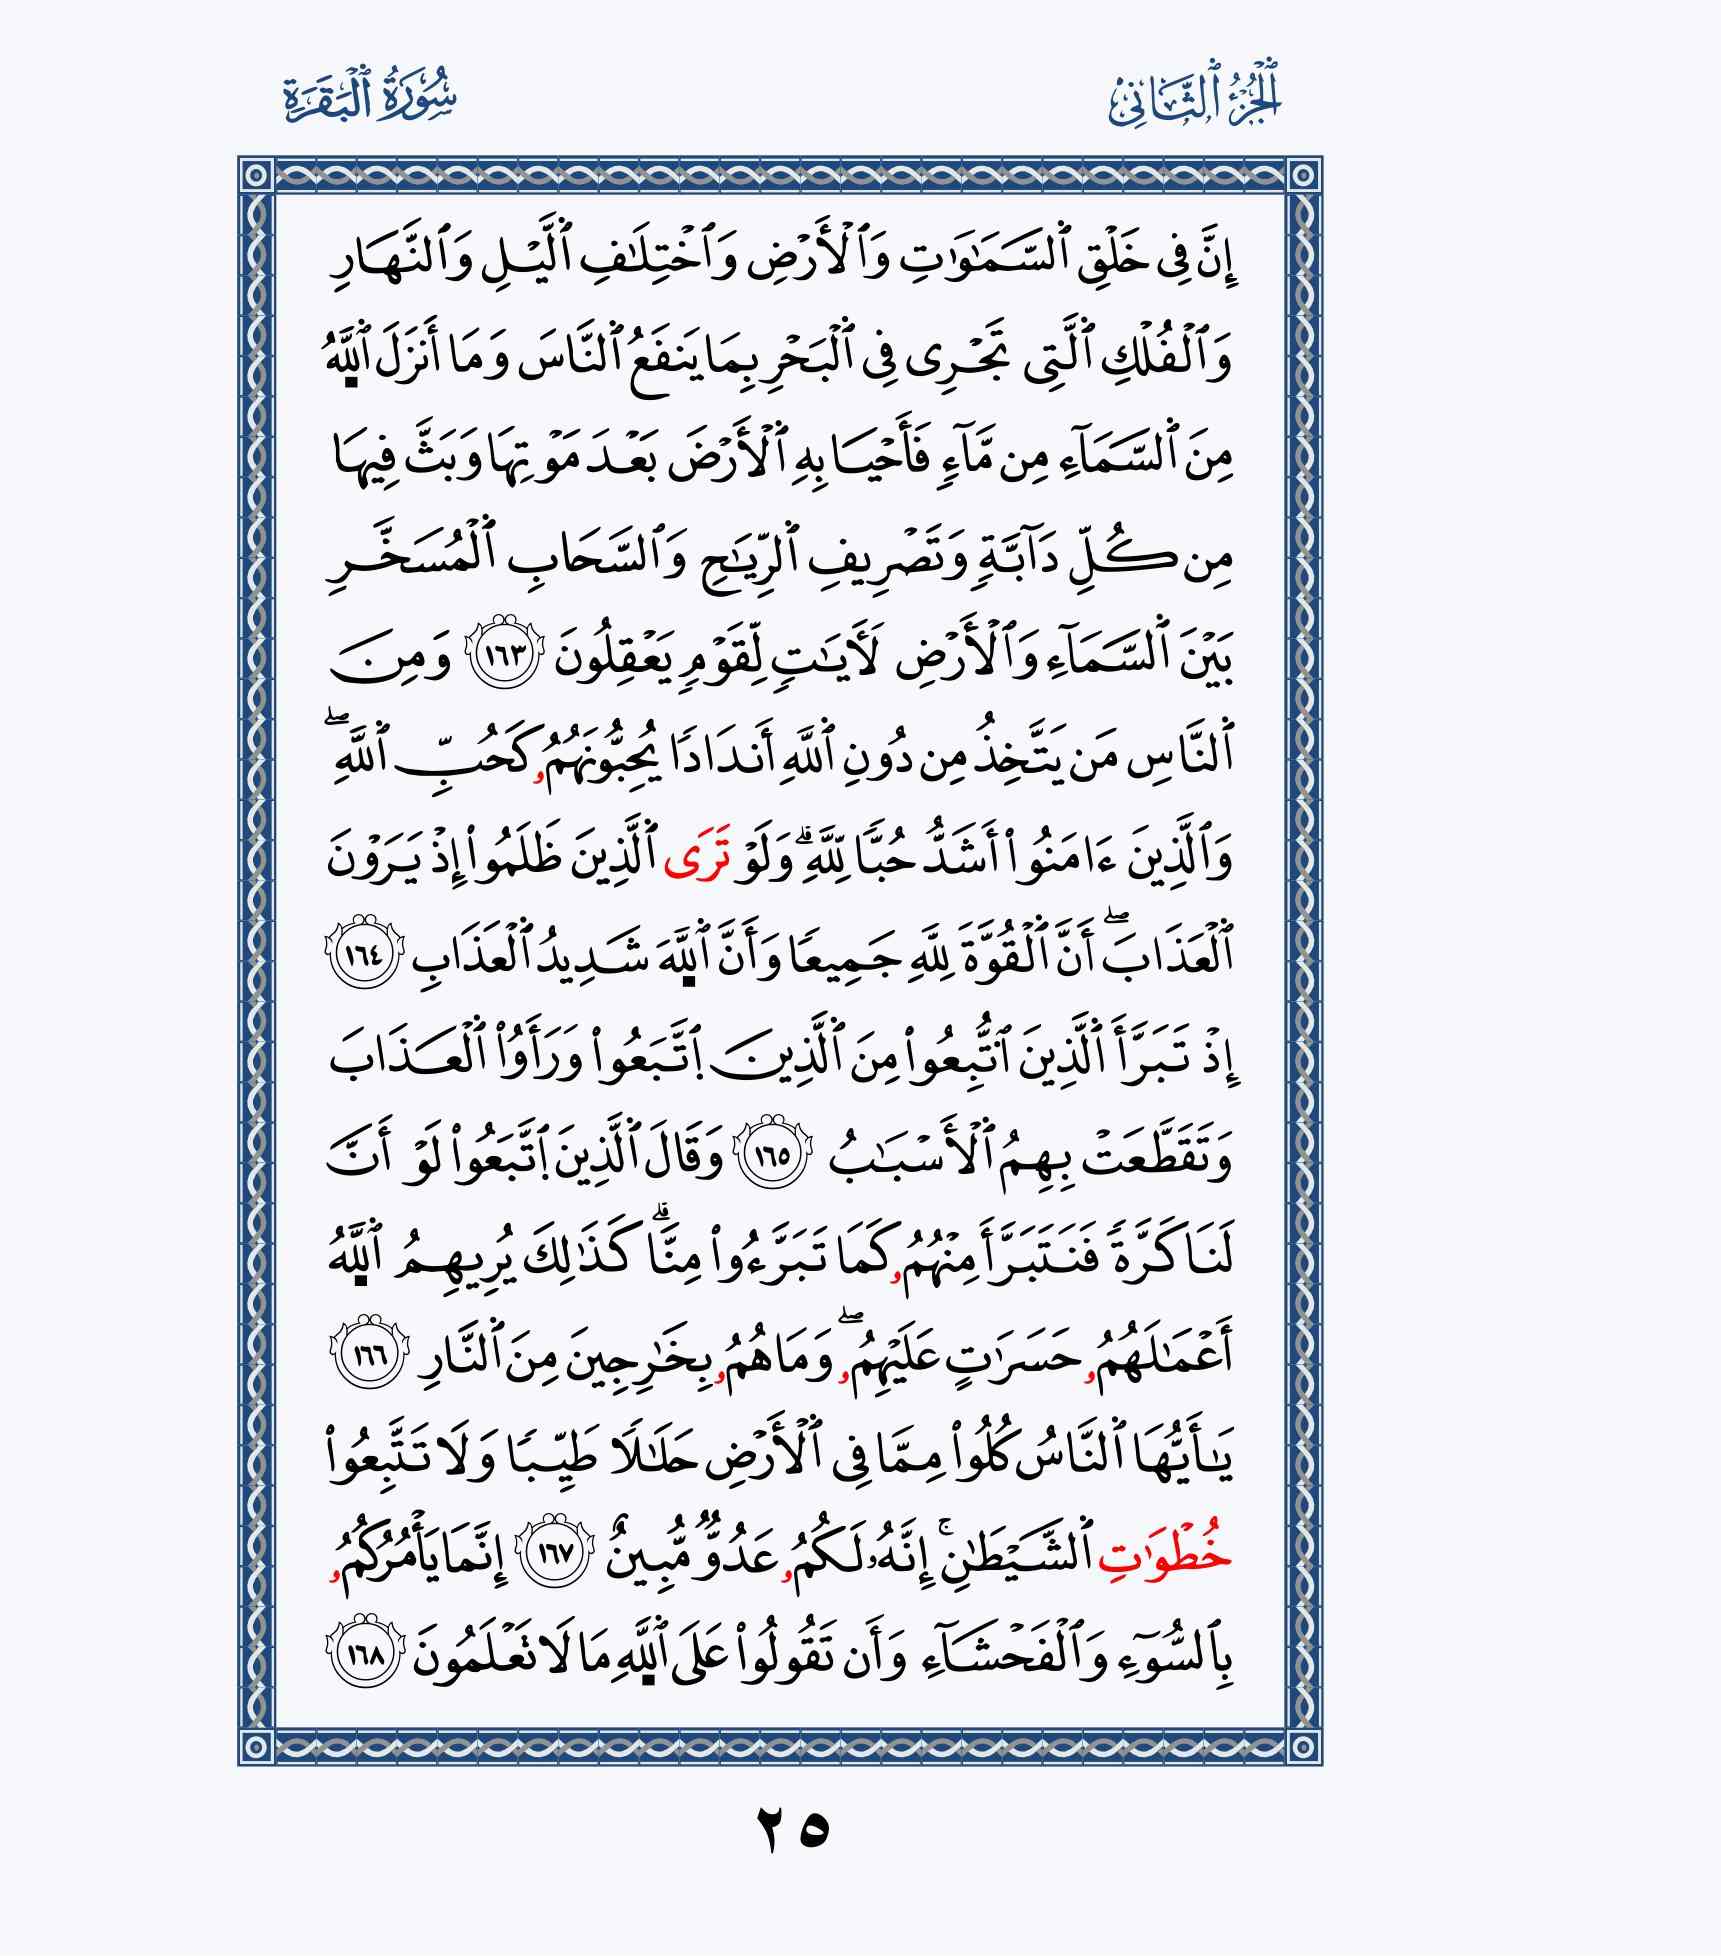 الجُزْءُ ٱلثَّانِى
سُورَةُ ٱلْبَقَرَةِ
إِنَّ فِى خَلْقِ ٱلسَّمَٰوَٰتِ وَٱلْأَرْضِ وَٱخْتِلَٰفِ ٱلَّيْلِ وَٱلنَّهَارِ
وَٱلْفُلْكِ ٱلَّتِى تَجْرِى فِى ٱلْبَحْرِ بِمَا يَنفَعُ ٱلنَّاسَ وَمَا أَنزَلَ ٱللَّهُ
مِنَ ٱلسَّمَآءِ مِن مَّآءٍ فَأَحْيَا بِهِ ٱلْأَرْضَ بَعْدَ مَوْتِهَا وَبَثَّ فِيهَا
مِن كُلِّ دَآبَّةٍ وَتَصْرِيفِ ٱلرِّيَٰحِ وَٱلسَّحَابِ ٱلْمُسَخَّرِ
بَيْنَ ٱلسَّمَآءِ وَٱلْأَرْضِ لَأٓيَٰتٍ لِّقَوْمٍ يَعْقِلُونَ ١٦٣ وَمِنَ
ٱلنَّاسِ مَن يَتَّخِذُ مِن دُونِ ٱللَّهِ أَندَادًا يُحِبُّونَهُمُۥ كَحُبِّ ٱللَّهِۖ
وَٱلَّذِينَ ءَامَنُوا۟ أَشَدُّ حُبًّا لِّلَّهِۗ وَلَوْ تَرَى ٱلَّذِينَ ظَلَمُوا۟ إِذْ يَرَوْنَ
ٱلْعَذَابَۖ أَنَّ ٱلْقُوَّةَ لِلَّهِ جَمِيعًا وَأَنَّ ٱللَّهَ شَدِيدُ ٱلْعَذَابِ ١٦٤
إِذْ تَبَرَّأَ ٱلَّذِينَ ٱتُّبِعُوا۟ مِنَ ٱلَّذِينَ ٱتَّبَعُوا۟ وَرَأَوُا۟ ٱلْعَذَابَ
وَتَقَطَّعَتْ بِهِمُ ٱلْأَسْبَٰبُ ١٦٥ وَقَالَ ٱلَّذِينَ ٱتَّبَعُوا۟ لَوْ أَنَّ
لَنَا كَرَّةً فَنَتَبَرَّأَ مِنْهُمُۥ كَمَا تَبَرَّءُوا۟ مِنَّاۗ كَذَٰلِكَ يُرِيهِمُ ٱللَّهُ
أَعْمَٰلَهُمُۥ حَسَرَٰتٍ عَلَيْهِمُۥۖ وَمَا هُمُۥ بِخَٰرِجِينَ مِنَ ٱلنَّارِ ١٦٦
يَٰأَيُّهَا ٱلنَّاسُ كُلُوا۟ مِمَّا فِى ٱلْأَرْضِ حَلَٰلًا طَيِّبًا وَلَا تَتَّبِعُوا۟
خُطْوَٰتِ ٱلشَّيْطَٰنِۚ إِنَّهُۥ لَكُمُۥ عَدُوٌّ مُّبِينٌ ١٦٧ إِنَّمَا يَأْمُرُكُمُۥ
بِٱلسُّوٓءِ وَٱلْفَحْشَآءِ وَأَن تَقُولُوا۟ عَلَى ٱللَّهِ مَا لَا تَعْلَمُونَ ١٦٨
٢٥